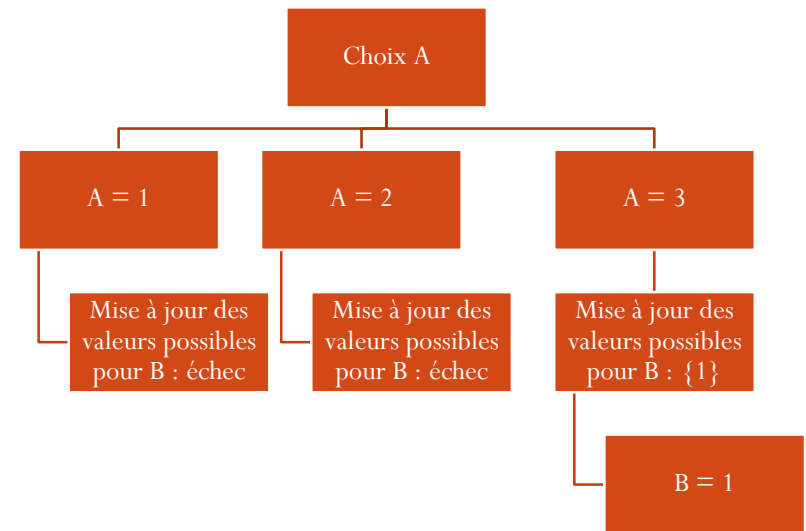 Choix A
A = 1
A = 2
A = 3
Mise à jour des
valeurs possibles
pour B : échec
Mise à jour des
valeurs possibles
pour B : échec
Mise à jour des
valeurs possibles
pour B : {1}
B = 1